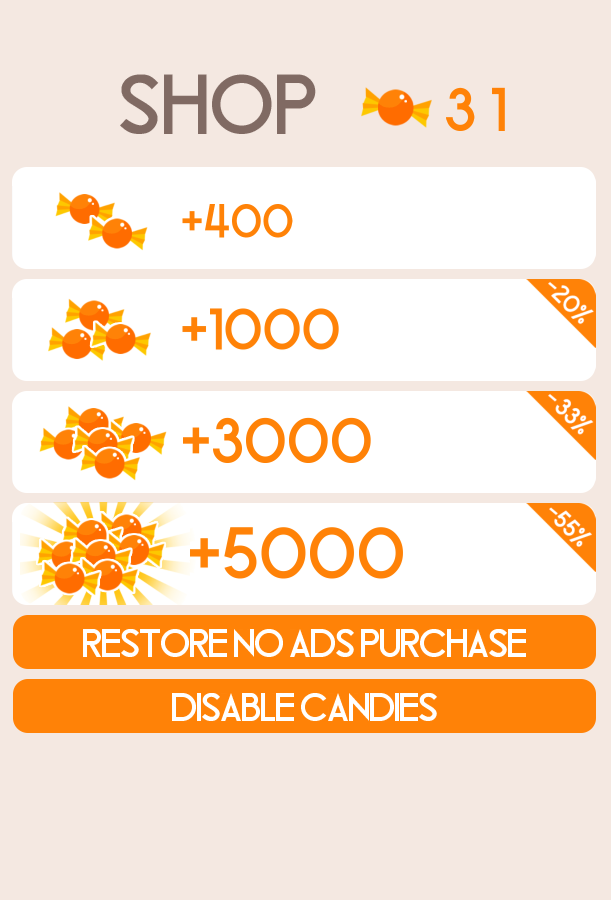 SHOP 31
+400
+1000 -20%
+3000 -33%
+5000 -55%
RESTORE NO ADS PURCHASE
DISABLE CANDIES